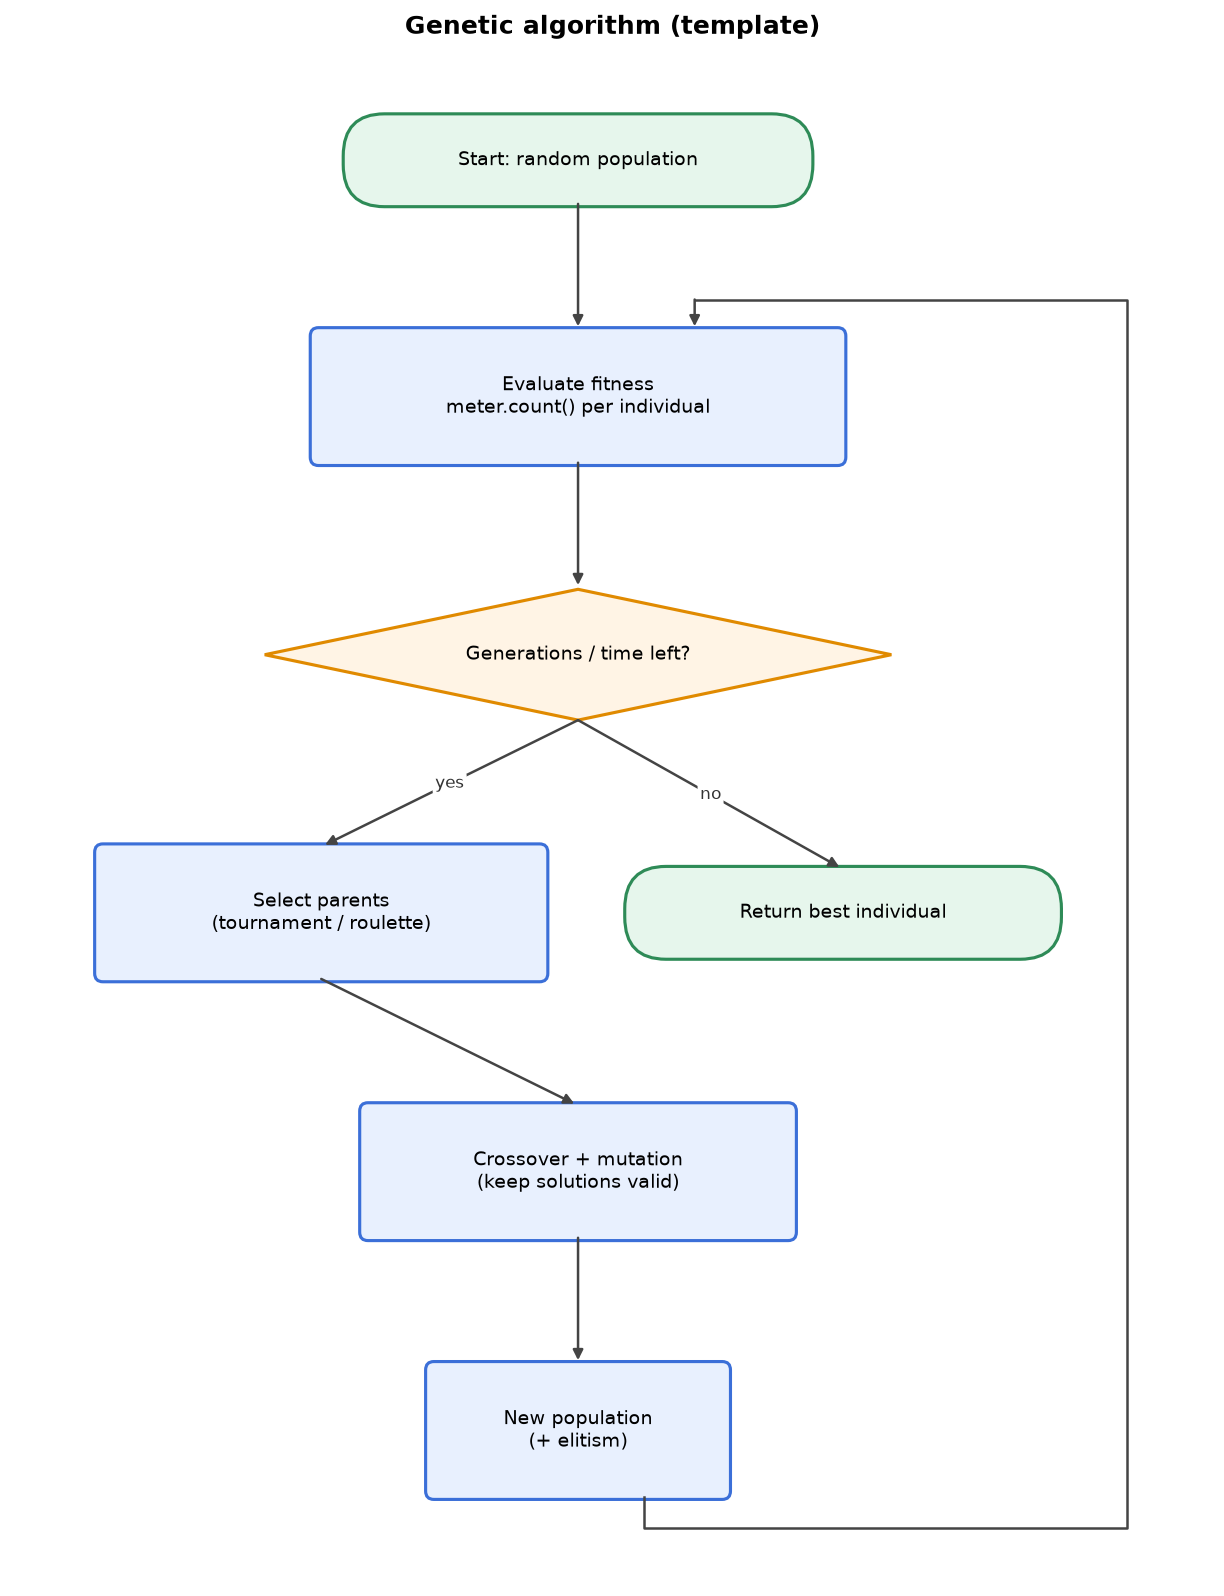 Genetic algorithm (template)
Start: random population
Evaluate fitness
meter.count() per individual
Generations / time left?
yes
no
Select parents
(tournament / roulette)
Return best individual
Crossover + mutation
(keep solutions valid)
New population
(+ elitism)